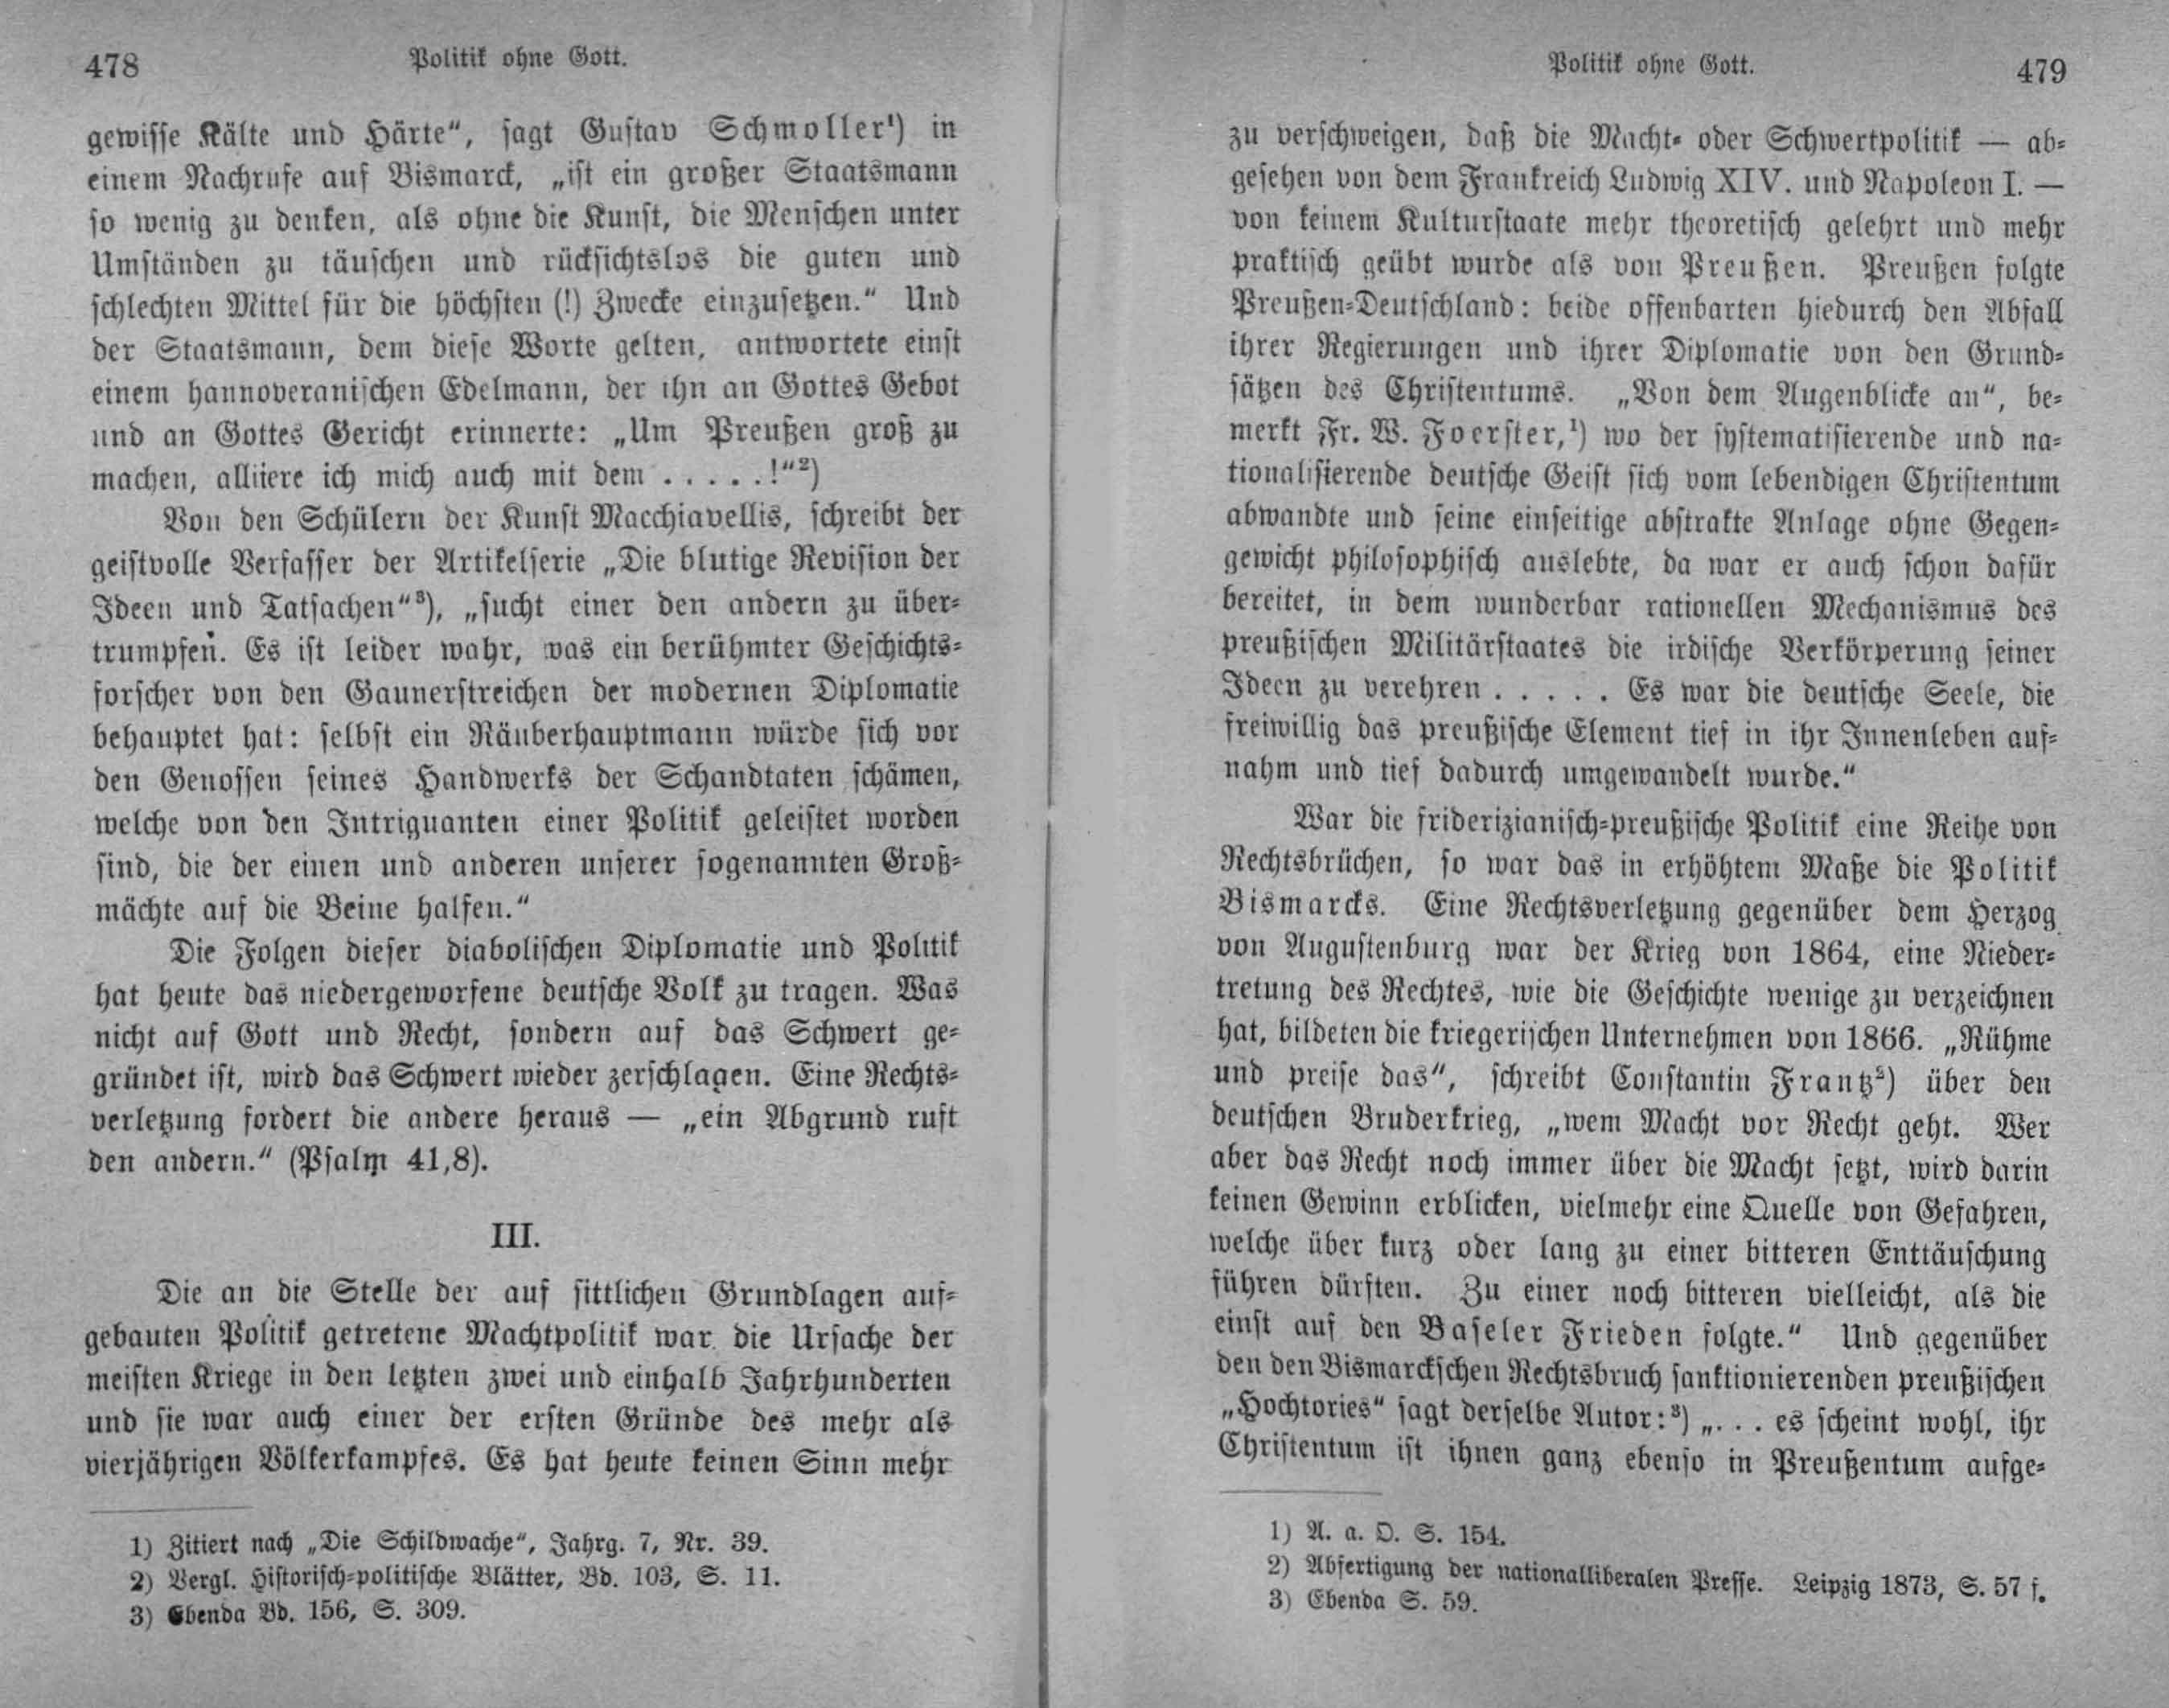 478
Politik ohne Gott.
gewisse Kälte und Härte“, sagt Gustav Schmoller¹) in
einem Nachrufe auf Bismarck, „ist ein großer Staatsmann
so wenig zu denken, als ohne die Kunst, die Menschen unter
Umständen zu täuschen und rücksichtslos die guten und
schlechten Mittel für die höchsten (!) Zwecke einzusetzen.“ Und
der Staatsmann, dem diese Worte gelten, antwortete einst
einem hannoveranischen Edelmann, der ihn an Gottes Gebot
und an Gottes Gericht erinnerte: „Um Preußen groß zu
machen, alliiere ich mich auch mit dem . . . . .!“²)
Von den Schülern der Kunst Macchiavellis, schreibt der
geistvolle Verfasser der Artikelserie „Die blutige Revision der
Ideen und Tatsachen“³), „sucht einer den andern zu über-
trumpfen. Es ist leider wahr, was ein berühmter Geschichts-
forscher von den Gaunerstreichen der modernen Diplomatie
behauptet hat: selbst ein Räuberhauptmann würde sich vor
den Genossen seines Handwerks der Schandtaten schämen,
welche von den Intriguanten einer Politik geleistet worden
sind, die der einen und anderen unserer sogenannten Groß-
mächte auf die Beine halfen.“
Die Folgen dieser diabolischen Diplomatie und Politik
hat heute das niedergeworfene deutsche Volk zu tragen. Was
nicht auf Gott und Recht, sondern auf das Schwert ge-
gründet ist, wird das Schwert wieder zerschlagen. Eine Rechts-
verletzung fordert die andere heraus — „ein Abgrund ruft
den andern.“ (Psalm 41,8).
III.
Die an die Stelle der auf sittlichen Grundlagen auf-
gebauten Politik getretene Machtpolitik war die Ursache der
meisten Kriege in den letzten zwei und einhalb Jahrhunderten
und sie war auch einer der ersten Gründe des mehr als
vierjährigen Völkerkampfes. Es hat heute keinen Sinn mehr
1) Zitiert nach „Die Schildwache“, Jahrg. 7, Nr. 39.
2) Vergl. Historisch-politische Blätter, Bd. 103, S. 11.
3) Ebenda Bd. 156, S. 309.
Politik ohne Gott.
479
zu verschweigen, daß die Macht- oder Schwertpolitik — ab-
gesehen von dem Frankreich Ludwig XIV. und Napoleon I. —
von keinem Kulturstaate mehr theoretisch gelehrt und mehr
praktisch geübt wurde als von Preußen. Preußen folgte
Preußen-Deutschland: beide offenbarten hiedurch den Abfall
ihrer Regierungen und ihrer Diplomatie von den Grund-
sätzen des Christentums. „Von dem Augenblicke an“, be-
merkt Fr. W. Foerster,¹) wo der systematisierende und na-
tionalisierende deutsche Geist sich vom lebendigen Christentum
abwandte und seine einseitige abstrakte Anlage ohne Gegen-
gewicht philosophisch auslebte, da war er auch schon dafür
bereitet, in dem wunderbar rationellen Mechanismus des
preußischen Militärstaates die irdische Verkörperung seiner
Ideen zu verehren . . . . . Es war die deutsche Seele, die
freiwillig das preußische Element tief in ihr Innenleben auf-
nahm und tief dadurch umgewandelt wurde.“
War die friderizianisch-preußische Politik eine Reihe von
Rechtsbrüchen, so war das in erhöhtem Maße die Politik
Bismarcks. Eine Rechtsverletzung gegenüber dem Herzog
von Augustenburg war der Krieg von 1864, eine Nieder-
tretung des Rechtes, wie die Geschichte wenige zu verzeichnen
hat, bildeten die kriegerischen Unternehmen von 1866. „Rühme
und preise das“, schreibt Constantin Frantz²) über den
deutschen Bruderkrieg, „wem Macht vor Recht geht. Wer
aber das Recht noch immer über die Macht setzt, wird darin
keinen Gewinn erblicken, vielmehr eine Quelle von Gefahren,
welche über kurz oder lang zu einer bitteren Enttäuschung
führen dürften. Zu einer noch bitteren vielleicht, als die
einst auf den Baseler Frieden folgte.“ Und gegenüber
den den Bismarckschen Rechtsbruch sanktionierenden preußischen
„Hochtories“ sagt derselbe Autor:³) „. . . es scheint wohl, ihr
Christentum ist ihnen ganz ebenso in Preußentum aufge-
1) A. a. O. S. 154.
2) Abfertigung der nationalliberalen Presse. Leipzig 1873, S. 57 f.
3) Ebenda S. 59.